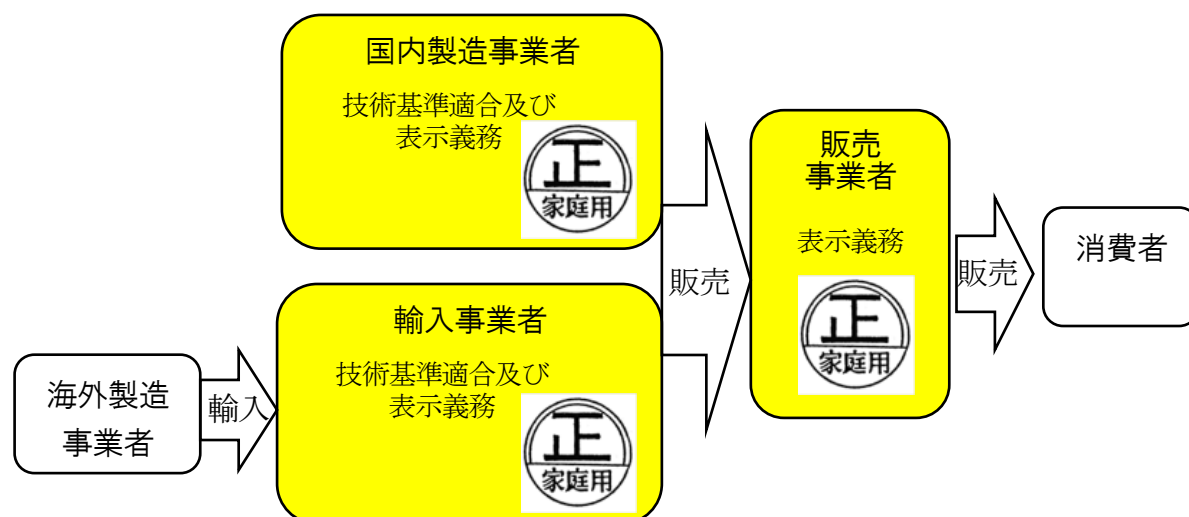 国内製造事業者
技術基準適合及び
表示義務
正
家庭用
輸入事業者
技術基準適合及び
表示義務
正
家庭用
海外製造
事業者
輸入
販売
販売
事業者
表示義務
正
家庭用
販売
消費者